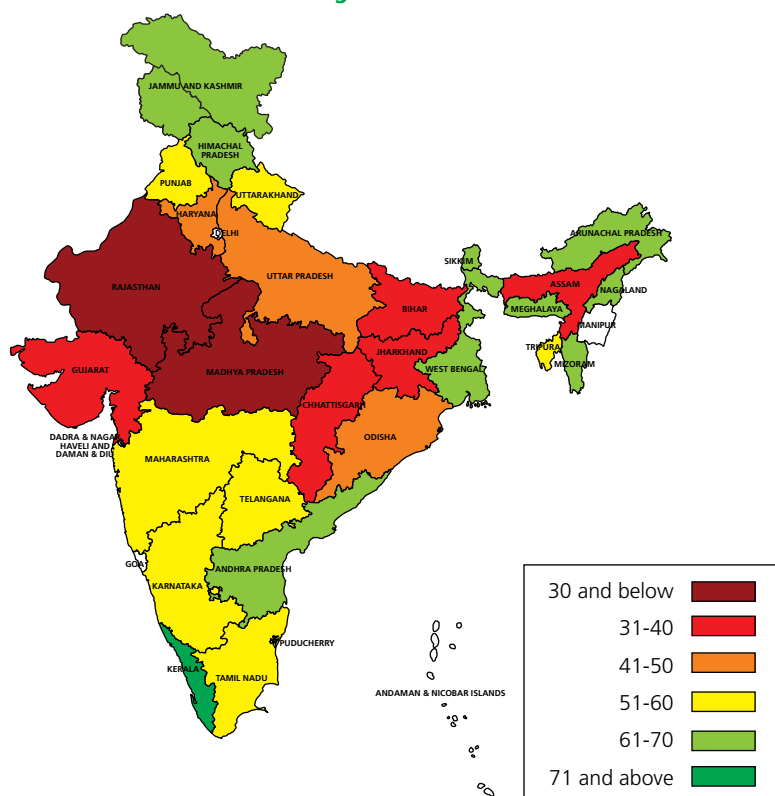 JAMMU AND KASHMIR
HIMACHAL
PRADESH
PUNJAB
UTTARAKHAND
HARYANA
DELHI
RAJASTHAN
UTTAR PRADESH
SIKKIM
ARUNACHAL PRADESH
ASSAM
NAGALAND
MEGHALAYA
MANIPUR
TRIPURA
MIZORAM
BIHAR
JHARKHAND
WEST BENGAL
GUJARAT
MADHYA PRADESH
CHHATTISGARH
ODISHA
DADRA & NAGAR
HAVELI AND
DAMAN & DIU
MAHARASHTRA
TELANGANA
GOA
KARNATAKA
ANDHRA PRADESH
PUDUCHERRY
KERALA
TAMIL NADU
ANDAMAN & NICOBAR ISLANDS
30 and below
31-40
41-50
51-60
61-70
71 and above